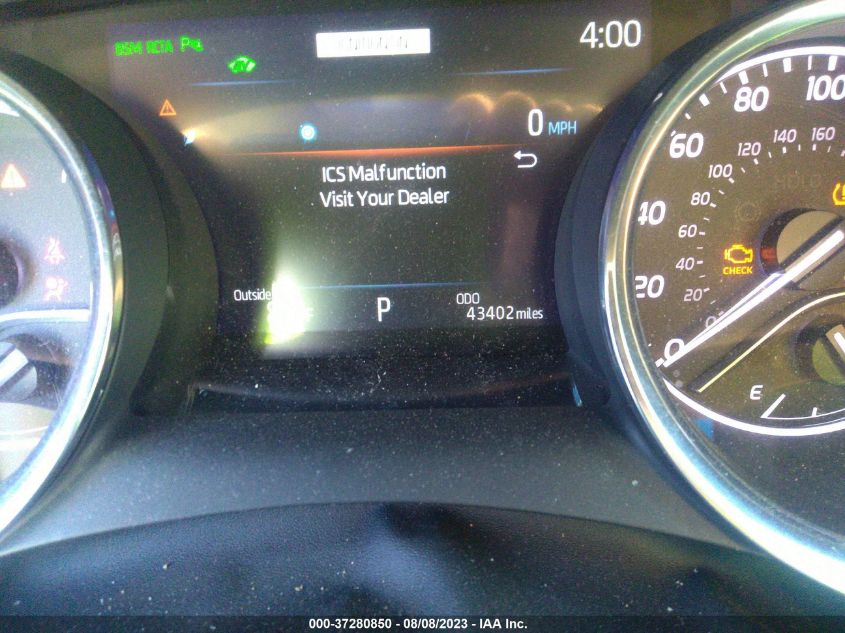 BSM RCTA
4:00
0 MPH
ICS Malfunction
Visit Your Dealer
Outside
P
ODO
43402 miles
0
20
40
60
80
100
0
20
40
60
80
100
120
140
160
CHECK
E
000-37280850 - 08/08/2023 - IAA Inc.